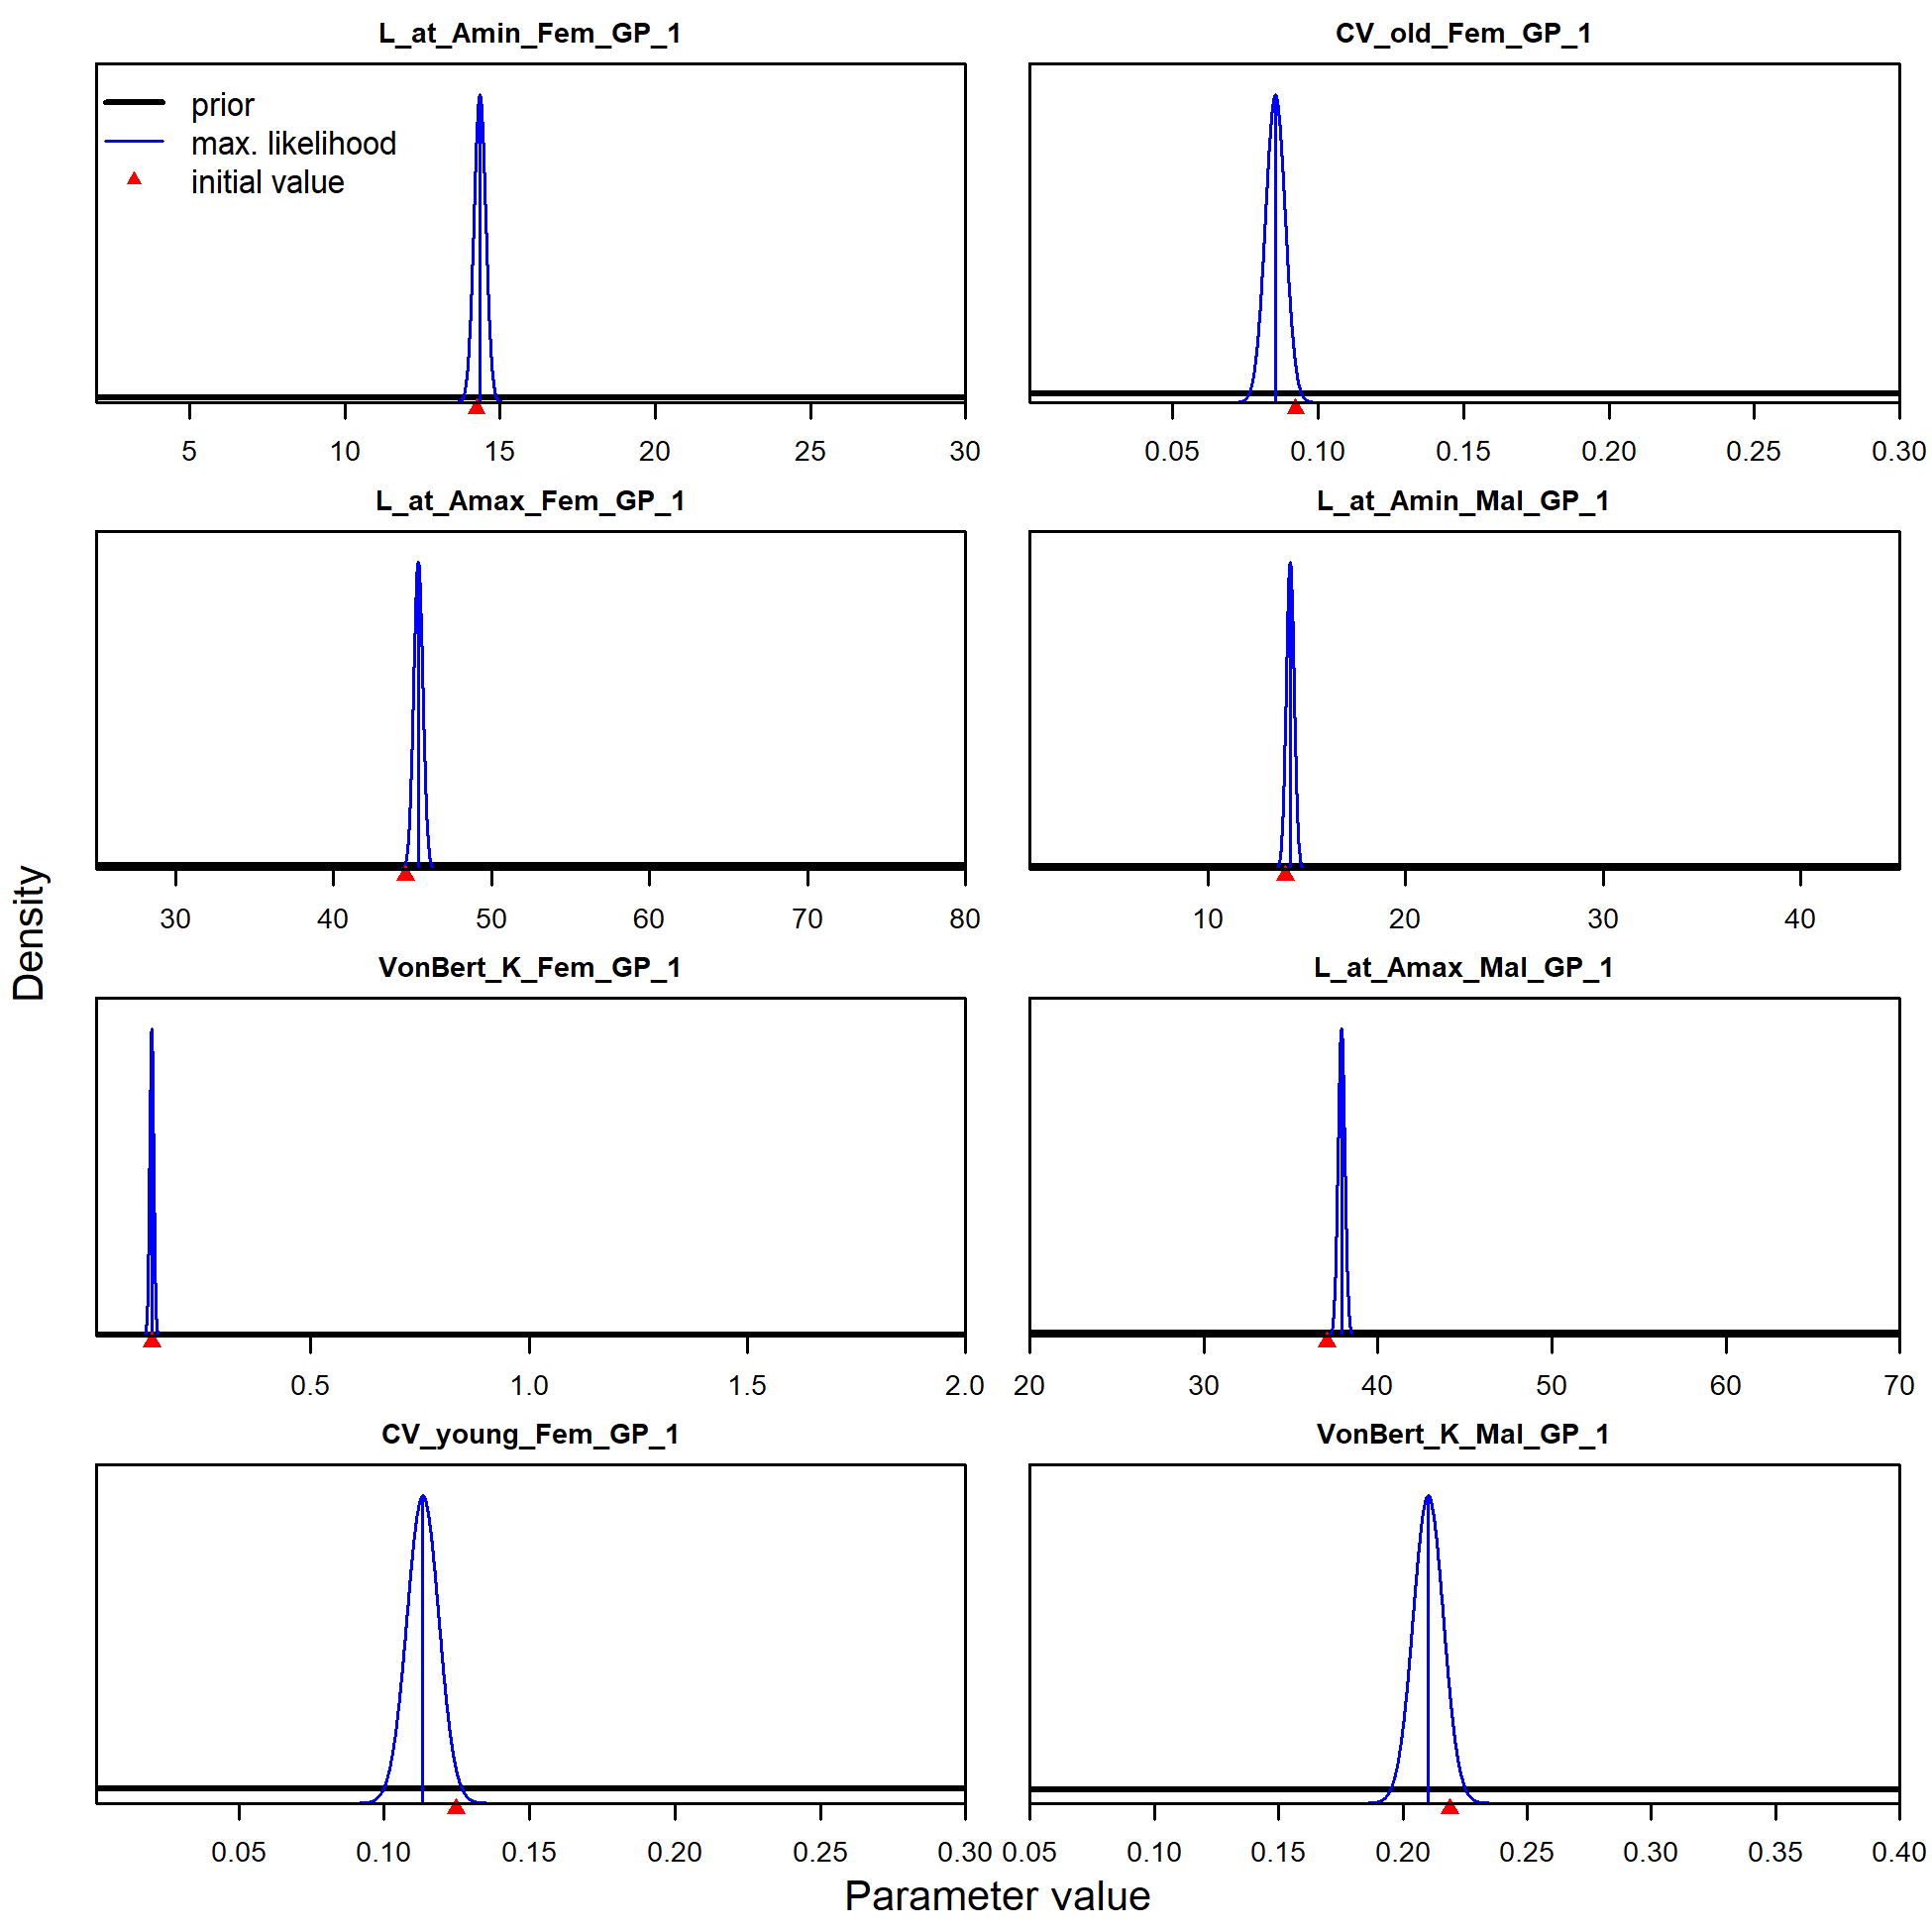 L_at_Amin_Fem_GP_1
prior
max. likelihood
initial value
5 10 15 20 25 30
CV_old_Fem_GP_1
0.05 0.10 0.15 0.20 0.25 0.30
L_at_Amax_Fem_GP_1
30 40 50 60 70 80
L_at_Amin_Mal_GP_1
10 20 30 40
VonBert_K_Fem_GP_1
0.5 1.0 1.5 2.0
L_at_Amax_Mal_GP_1
20 30 40 50 60 70
CV_young_Fem_GP_1
0.05 0.10 0.15 0.20 0.25 0.30
VonBert_K_Mal_GP_1
0.05 0.10 0.15 0.20 0.25 0.30 0.35 0.40
Density
Parameter value